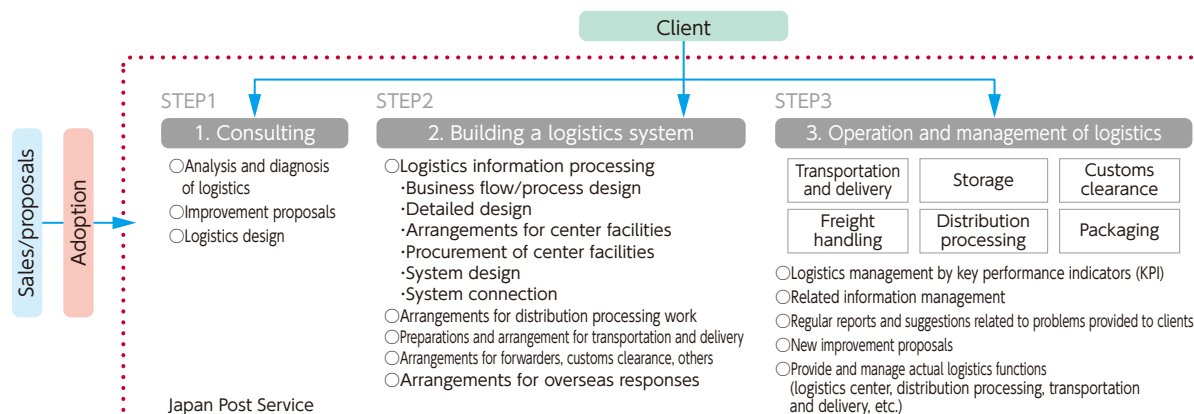 Client
Sales/proposals
Adoption
STEP1
1. Consulting
○Analysis and diagnosis
of logistics
○Improvement proposals
○Logistics design
STEP2
2. Building a logistics system
○Logistics information processing
·Business flow/process design
·Detailed design
·Arrangements for center facilities
·Procurement of center facilities
·System design
·System connection
○Arrangements for distribution processing work
○Preparations and arrangement for transportation and delivery
○Arrangements for forwarders, customs clearance, others
○Arrangements for overseas responses
STEP3
3. Operation and management of logistics
Transportation
and delivery
Storage
Customs
clearance
Freight
handling
Distribution
processing
Packaging
○Logistics management by key performance indicators (KPI)
○Related information management
○Regular reports and suggestions related to problems provided to clients
○New improvement proposals
○Provide and manage actual logistics functions
(logistics center, distribution processing, transportation
and delivery, etc.)
Japan Post Service